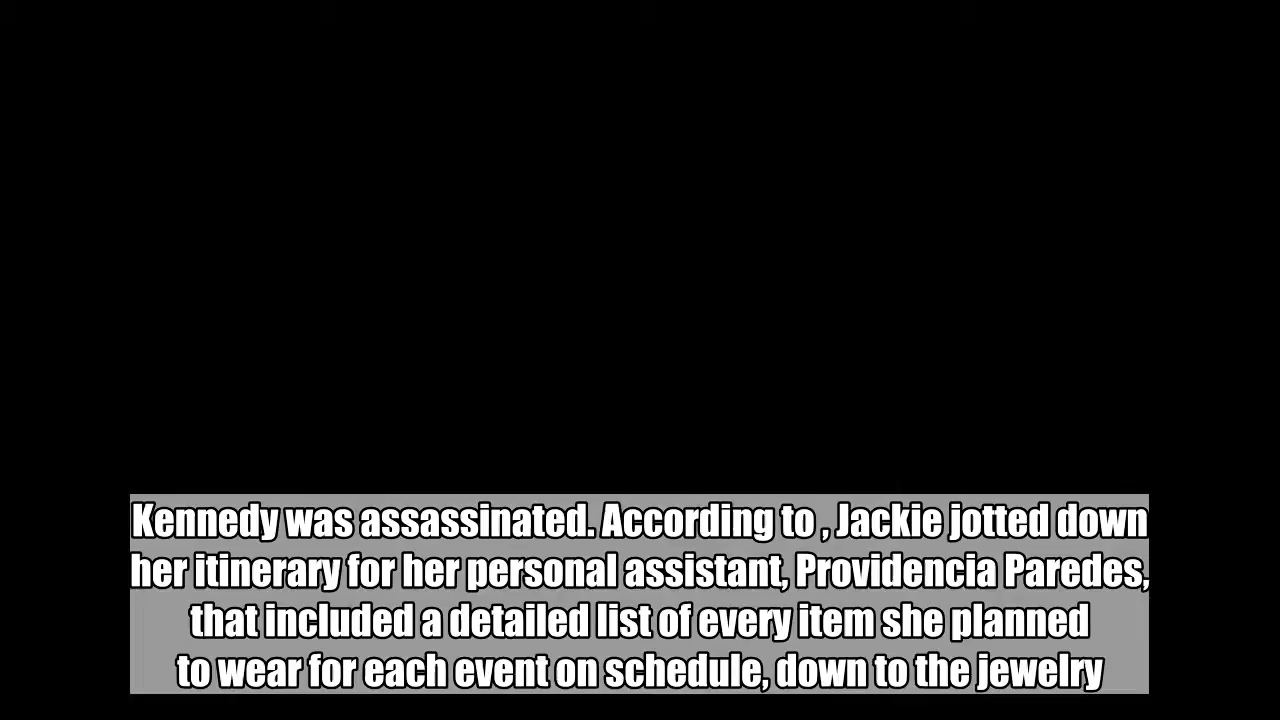 Kennedy was assassinated. According to , Jackie jotted down
her itinerary for her personal assistant, Providencia Paredes,
that included a detailed list of every item she planned
to wear for each event on schedule, down to the jewelry